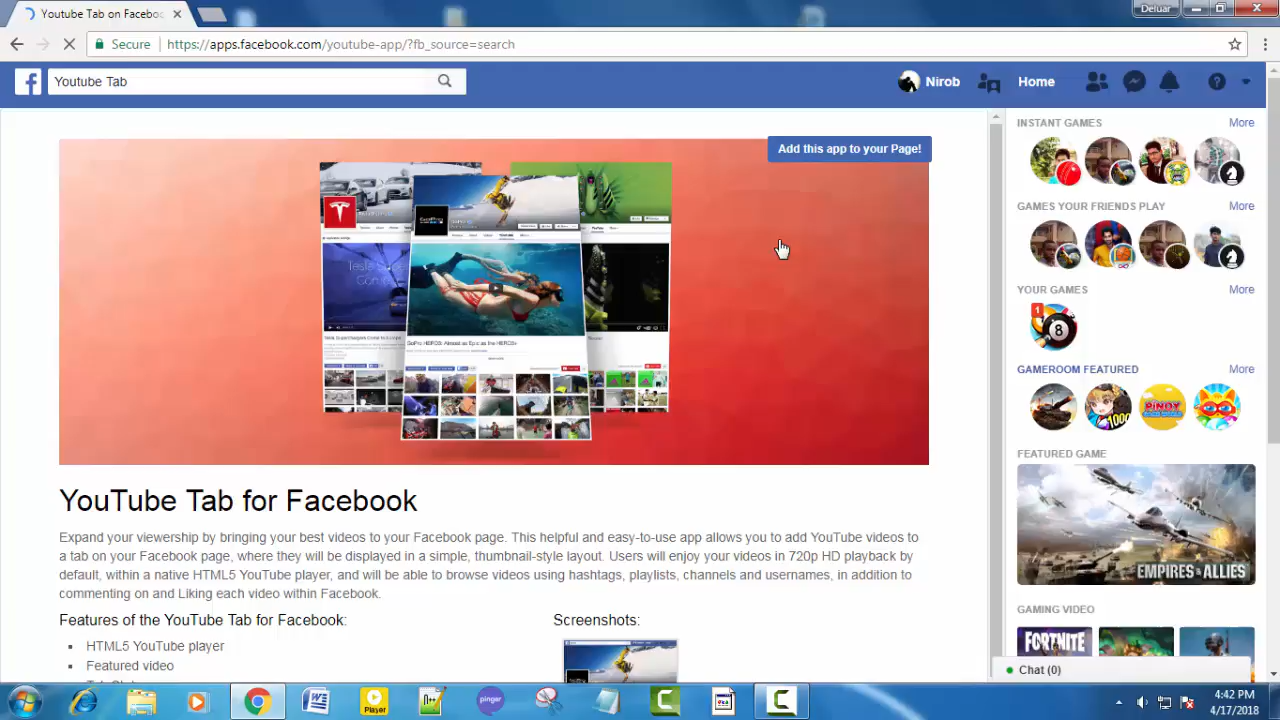 Youtube Tab on Facebook
Deluar
Secure
https://apps.facebook.com/youtube-app/?fb_source=search
Youtube Tab
Nirob
Home
Add this app to your Page!
INSTANT GAMES
More
GAMES YOUR FRIENDS PLAY
More
YOUR GAMES
More
1
8
GAMEROOM FEATURED
More
1000
FEATURED GAME
EMPIRES & ALLIES
GAMING VIDEO
FORTNITE
YouTube Tab for Facebook
Expand your viewership by bringing your best videos to your Facebook page. This helpful and easy-to-use app allows you to add YouTube videos to
a tab on your Facebook page, where they will be displayed in a simple, thumbnail-style layout. Users will enjoy your videos in 720p HD playback by
default, within a native HTML5 YouTube player, and will be able to browse videos using hashtags, playlists, channels and usernames, in addition to
commenting on and Liking each video within Facebook.
Features of the YouTube Tab for Facebook:
HTML5 YouTube player
Featured video
Screenshots:
Chat (0)
Player
pinger
4:42 PM
4/17/2018